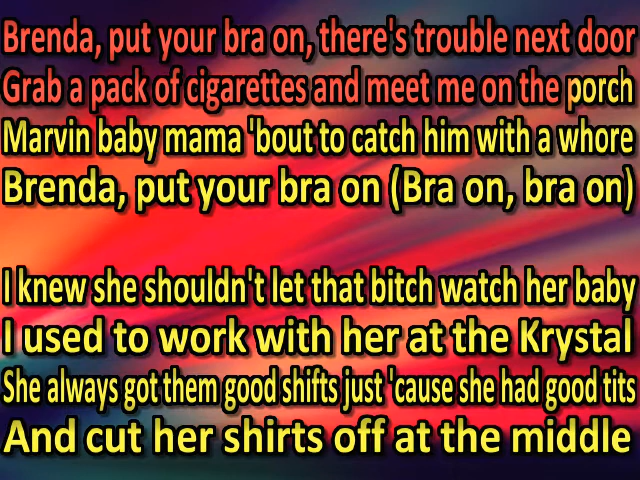 Brenda, put your bra on, there's trouble next door
Grab a pack of cigarettes and meet me on the porch
Marvin baby mama 'bout to catch him with a whore
Brenda, put your bra on (Bra on, bra on)
I knew she shouldn't let that bitch watch her baby
I used to work with her at the Krystal
She always got them good shifts just 'cause she had good tits
And cut her shirts off at the middle